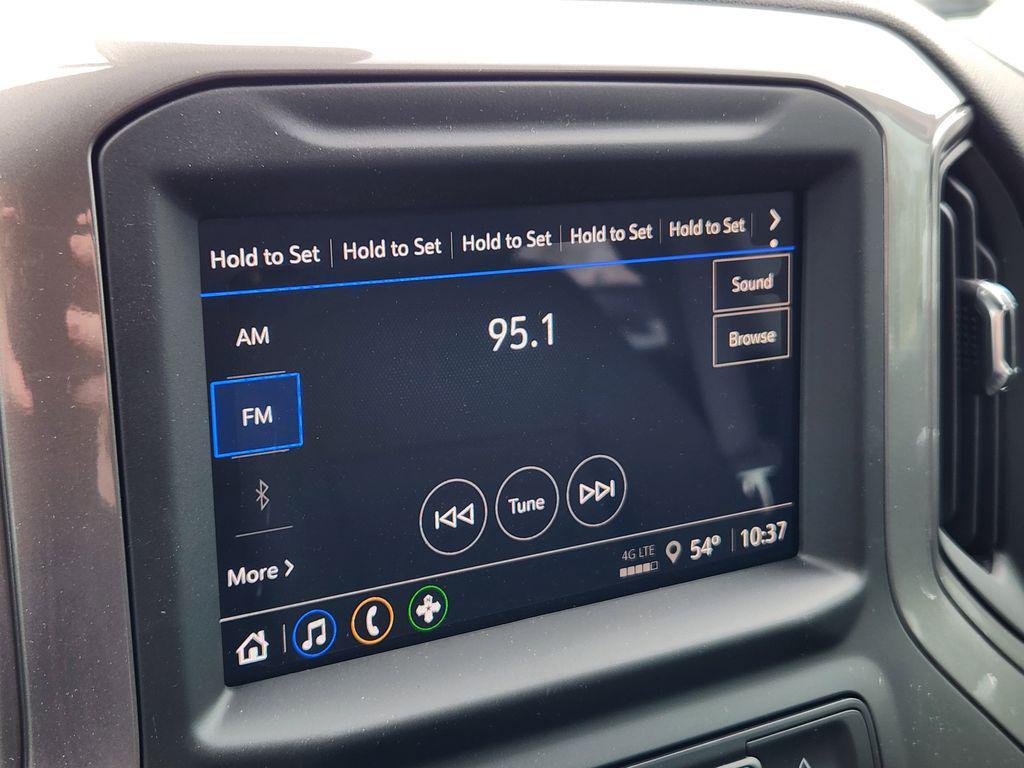 Hold to Set Hold to Set Hold to Set Hold to Set Hold to Set
Sound
AM
95.1
Browse
FM
Tune
More
4G LTE 54° 10:37